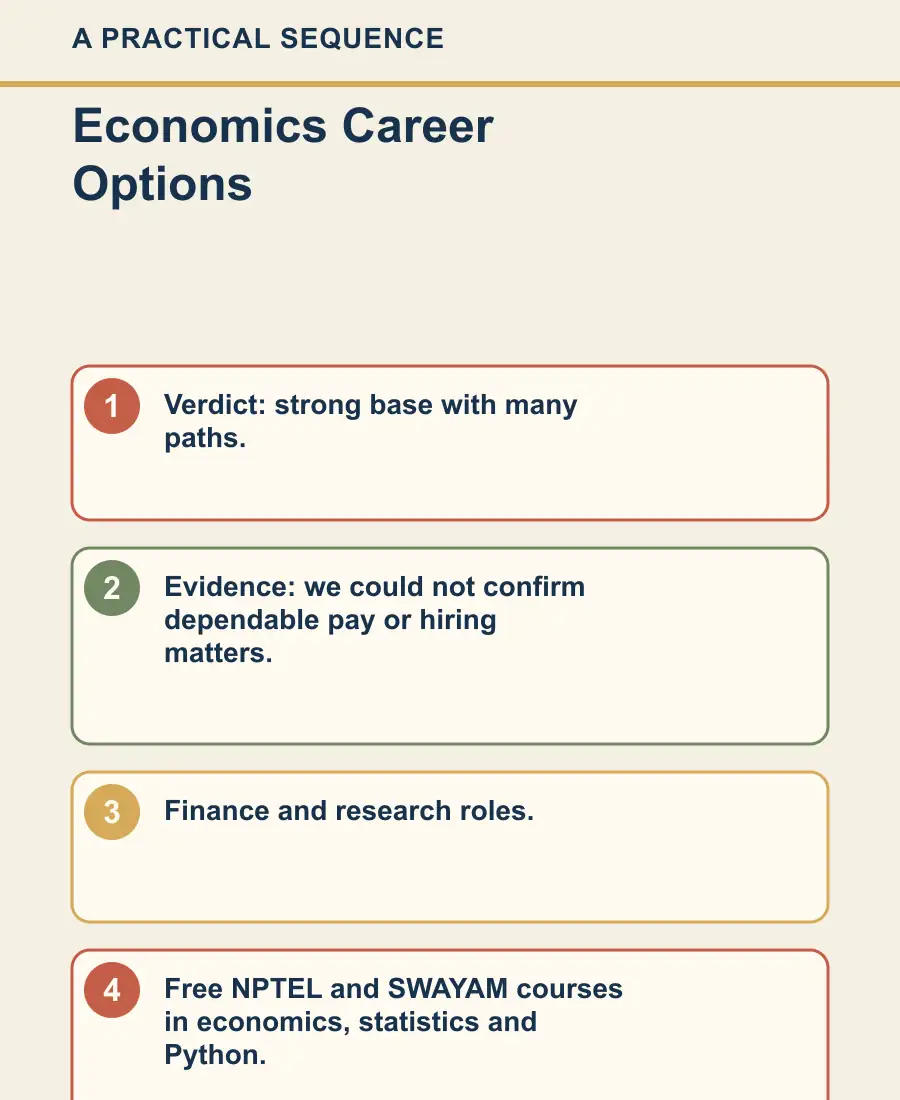 A PRACTICAL SEQUENCE
Economics Career
Options
1
Verdict: strong base with many
paths.
2
Evidence: we could not confirm
dependable pay or hiring
matters.
3
Finance and research roles.
4
Free NPTEL and SWAYAM courses
in economics, statistics and
Python.